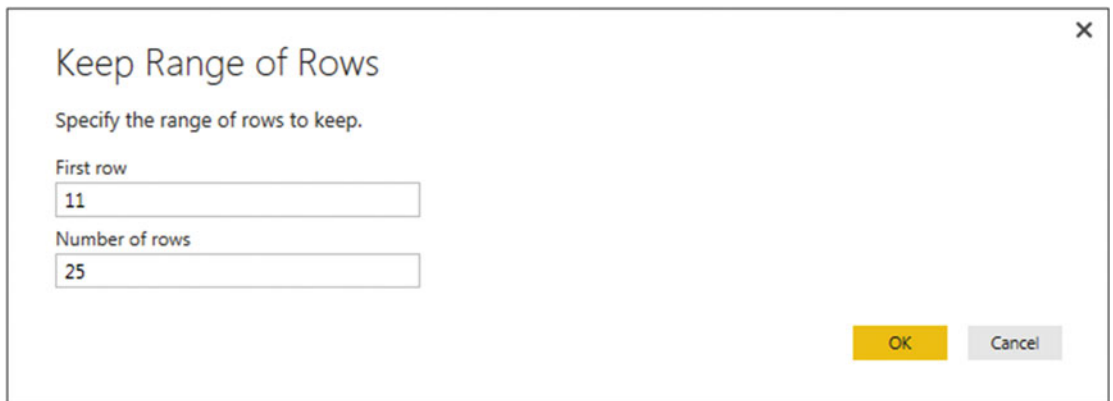 Keep Range of Rows
Specify the range of rows to keep.
First row
11
Number of rows
25
OK Cancel